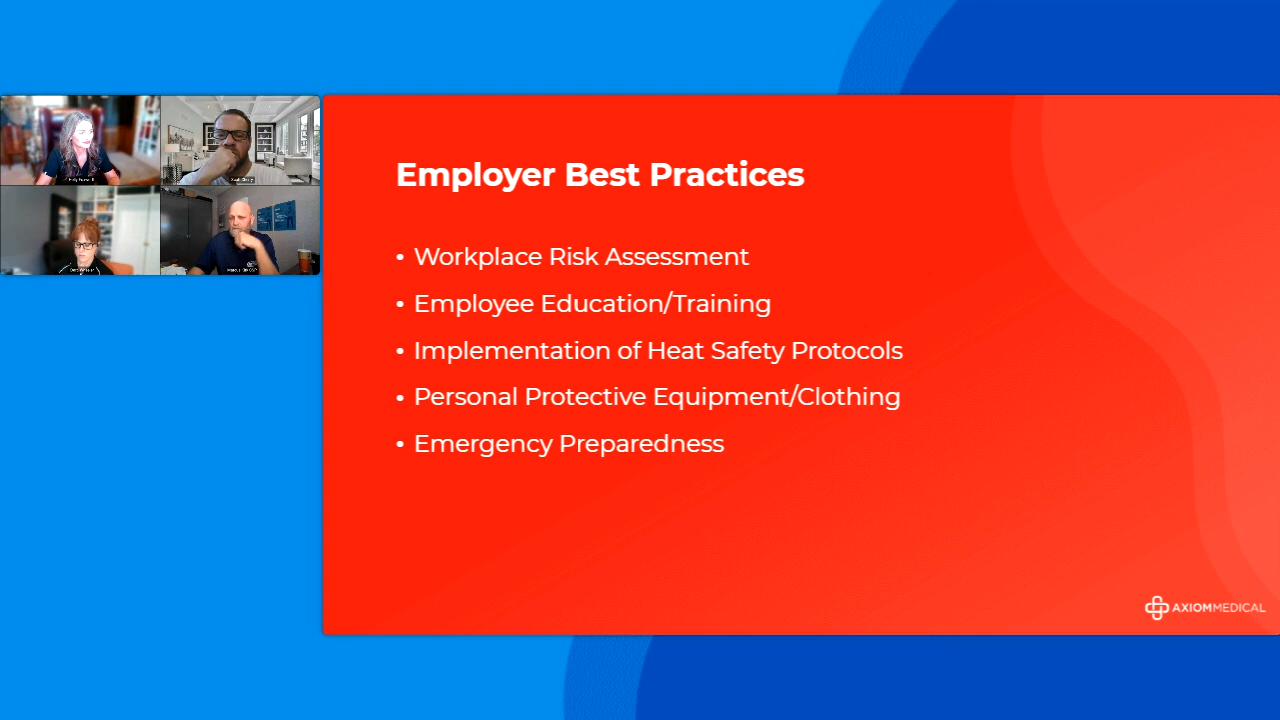 Employer Best Practices
• Workplace Risk Assessment
• Employee Education/Training
• Implementation of Heat Safety Protocols
• Personal Protective Equipment/Clothing
• Emergency Preparedness
AXIOMMEDICAL